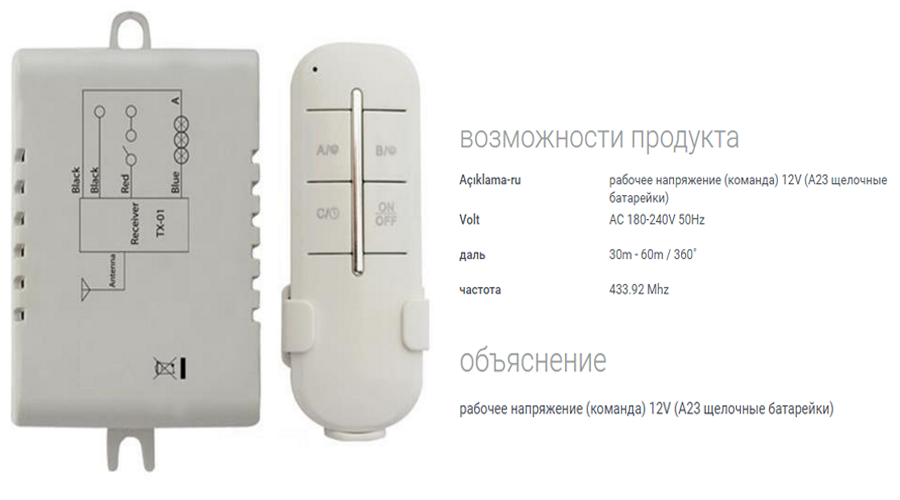 A
Black
Black
Red
Blue
Receiver
TX-01
Antenna
A/
B/
C/
ON
OFF
возможности продукта
Açıklama-ru рабочее напряжение (команда) 12V (A23 щелочные
батарейки)
Volt AC 180-240V 50Hz
даль 30m - 60m / 360°
частота 433.92 Mhz
объяснение
рабочее напряжение (команда) 12V (A23 щелочные батарейки)